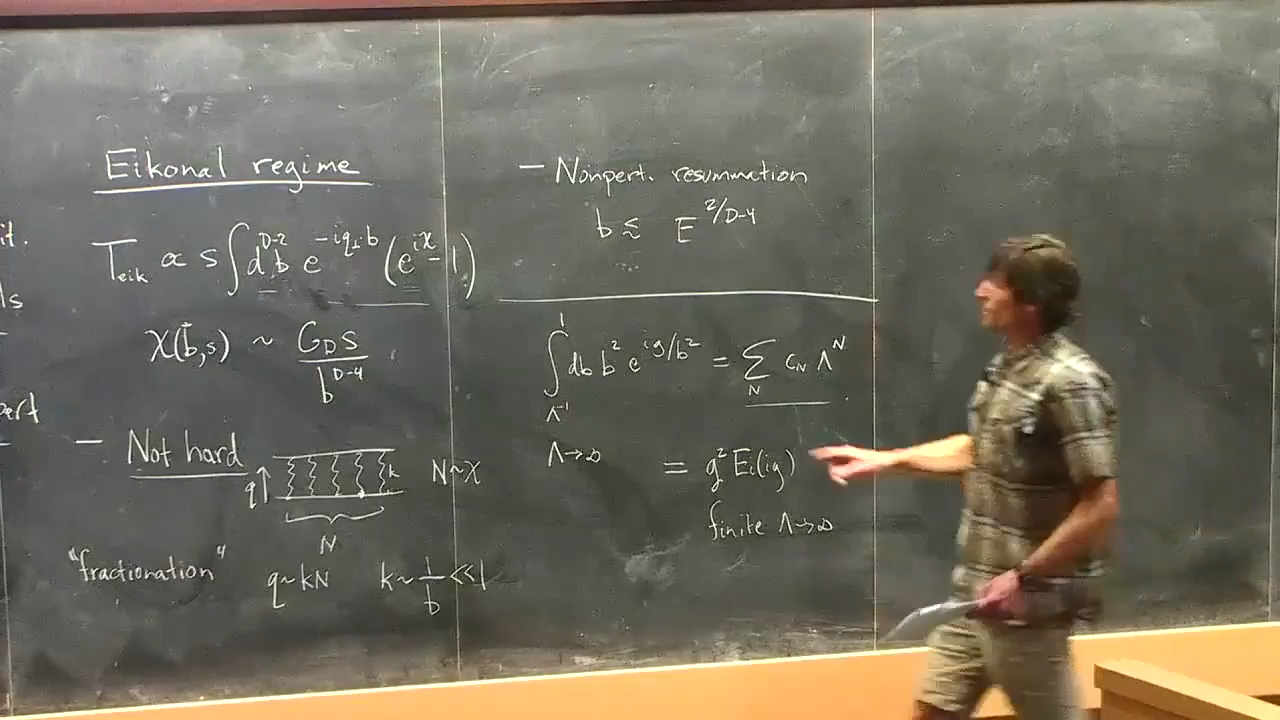 it.
ls
pert
Eikonal regime
T_eik ∝ s ∫ d^{D-2}b e^{-iq⊥·b} (e^{iχ} - 1)
χ(b⃗,s) ~ G_D s / b^{D-4}
— Not hard
q↑
k
N~χ
N
"fractionation" q~kN k~ 1/b <<1
— Nonpert. resummation
b ≲ E^{2/D-4}
∫_{Λ^{-1}}^{1} db b^2 e^{ig/b^2} = Σ_N c_N Λ^N
Λ→∞
= g^2 Ei(ig)
finite Λ→∞